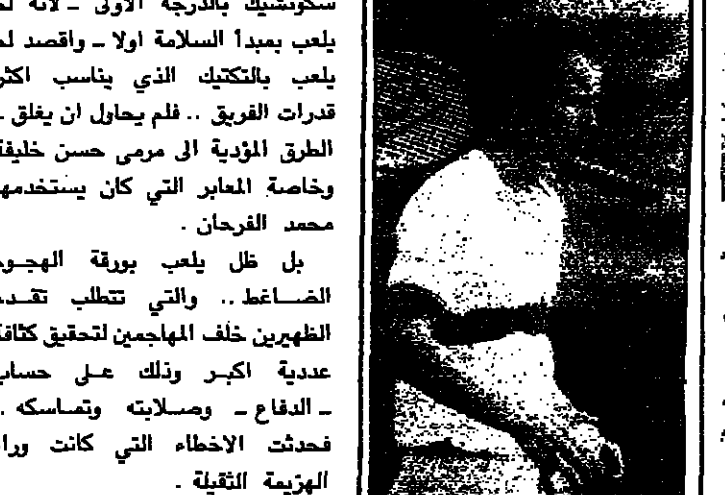 سكوتشيك بالدرجة الاولى – لانه لم
يلعب بمبدأ السلامة اولا – واقصد لم
يلعب بالتكتيك الذي يناسب اكثر
قدرات الفريق .. فلم يحاول ان يغلق –
الطرق المؤدية الى مرمى حسن خليفة
وخاصة المعابر التي كان يستخدمها
محمد الفرحان .
بل ظل يلعب بورقة الهجوم
الضاغط .. والتي تتطلب تقدم
الظهيرين خلف المهاجمين لتحقيق كثافة
عددية اكبر وذلك على حساب
– الدفاع – وصلابته وتماسكه .
فحدثت الاخطاء التي كانت وراء
الهزيمة الثقيلة .